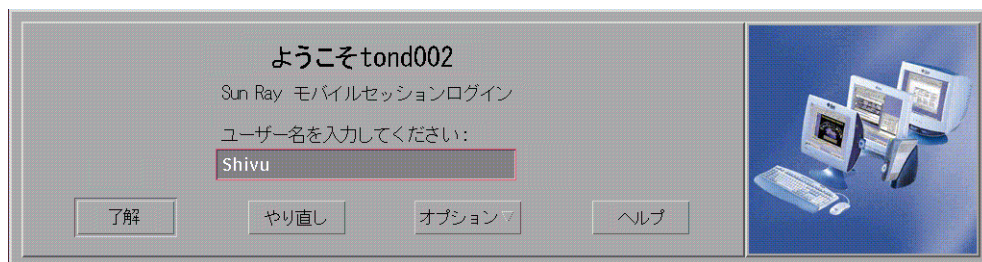 ようこそtond002
Sun Ray モバイルセッションログイン
ユーザー名を入力してください:
Shivu
了解 やり直し オプション ヘルプ